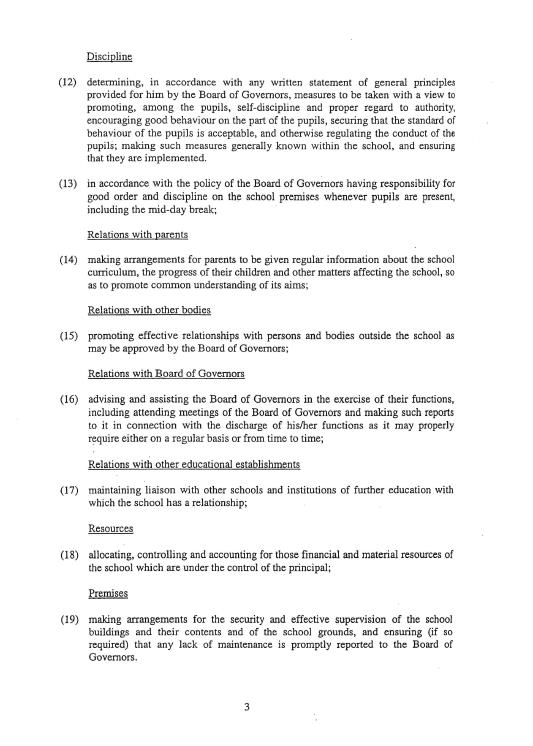 Discipline
(12) determining, in accordance with any written statement of general principles
provided for him by the Board of Governors, measures to be taken with a view to
promoting, among the pupils, self-discipline and proper regard to authority,
encouraging good behaviour on the part of the pupils, securing that the standard of
behaviour of the pupils is acceptable, and otherwise regulating the conduct of the
pupils; making such measures generally known within the school, and ensuring
that they are implemented.
(13) in accordance with the policy of the Board of Governors having responsibility for
good order and discipline on the school premises whenever pupils are present,
including the mid-day break;
Relations with parents
(14) making arrangements for parents to be given regular information about the school
curriculum, the progress of their children and other matters affecting the school, so
as to promote common understanding of its aims;
Relations with other bodies
(15) promoting effective relationships with persons and bodies outside the school as
may be approved by the Board of Governors;
Relations with Board of Governors
(16) advising and assisting the Board of Governors in the exercise of their functions,
including attending meetings of the Board of Governors and making such reports
to it in connection with the discharge of his/her functions as it may properly
require either on a regular basis or from time to time;
Relations with other educational establishments
(17) maintaining liaison with other schools and institutions of further education with
which the school has a relationship;
Resources
(18) allocating, controlling and accounting for those financial and material resources of
the school which are under the control of the principal;
Premises
(19) making arrangements for the security and effective supervision of the school
buildings and their contents and of the school grounds, and ensuring (if so
required) that any lack of maintenance is promptly reported to the Board of
Governors.
3